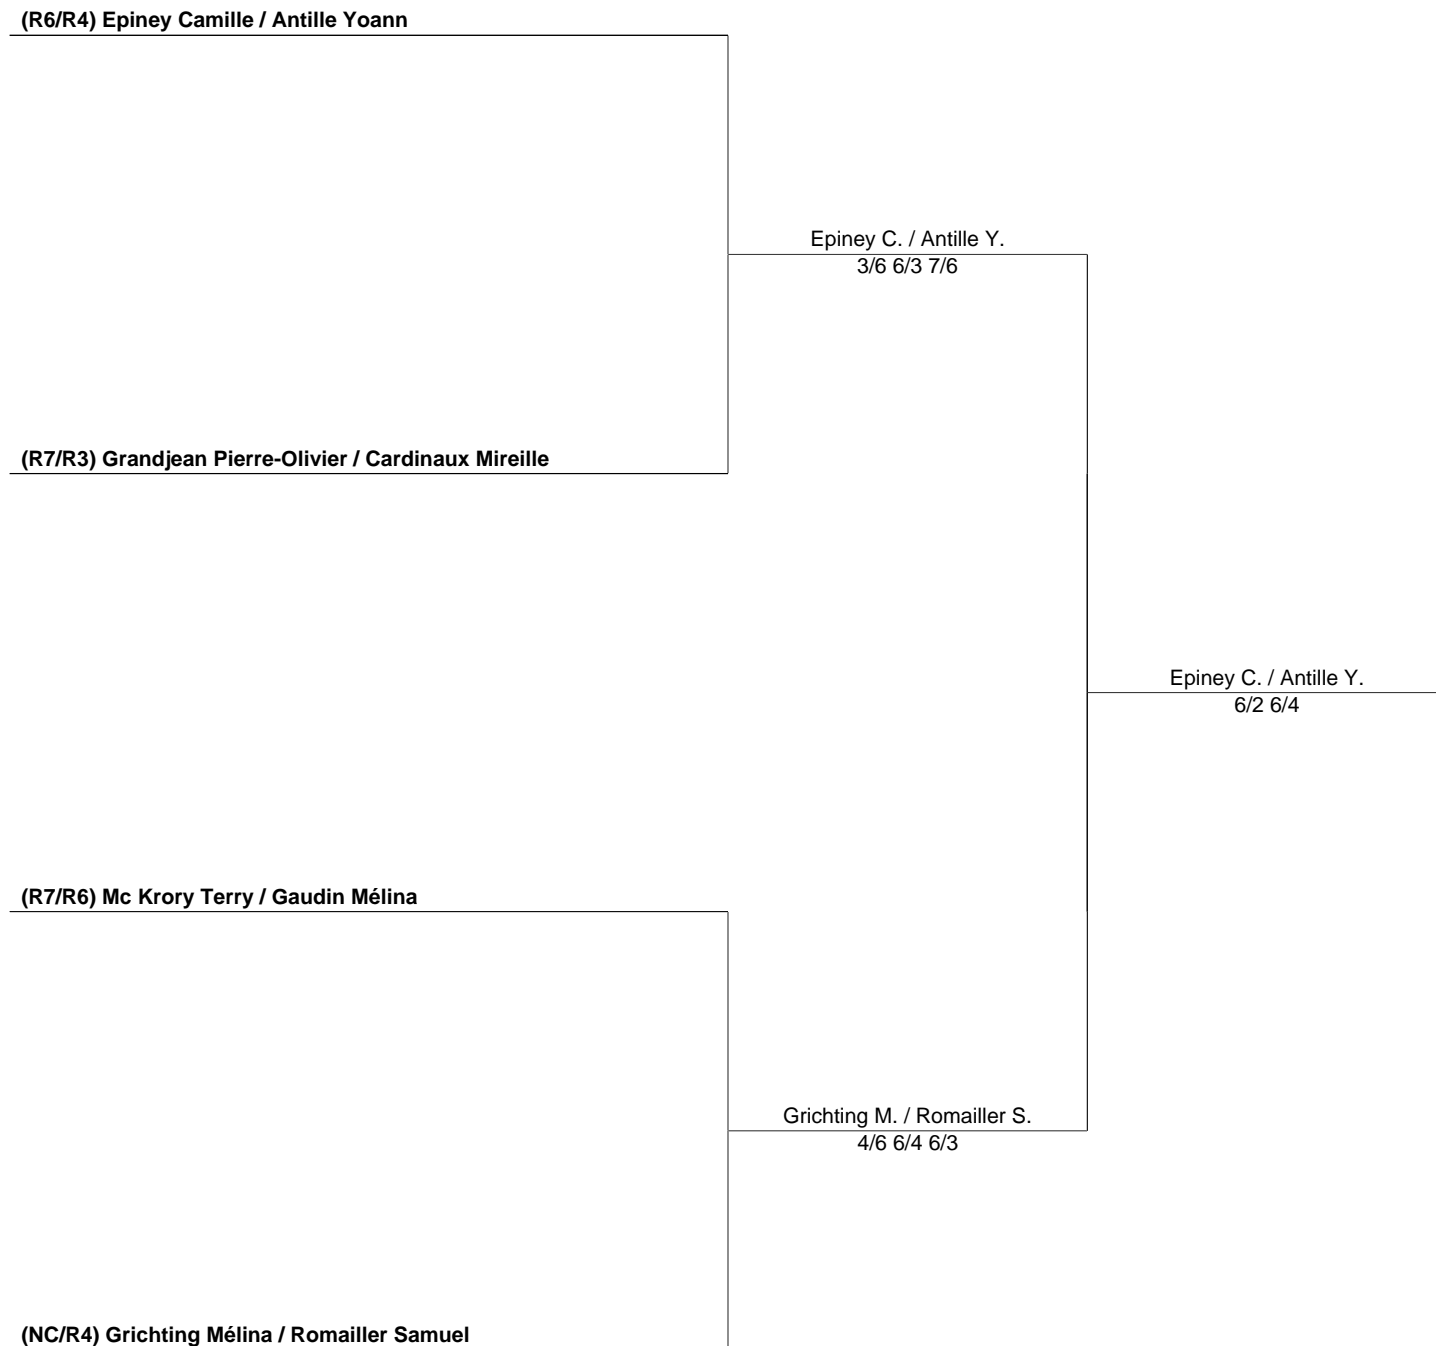 (R6/R4) Epiney Camille / Antille Yoann
Epiney C. / Antille Y.
3/6 6/3 7/6
(R7/R3) Grandjean Pierre-Olivier / Cardinaux Mireille
Epiney C. / Antille Y.
6/2 6/4
(R7/R6) Mc Krory Terry / Gaudin Mélina
Grichting M. / Romailler S.
4/6 6/4 6/3
(NC/R4) Grichting Mélina / Romailler Samuel